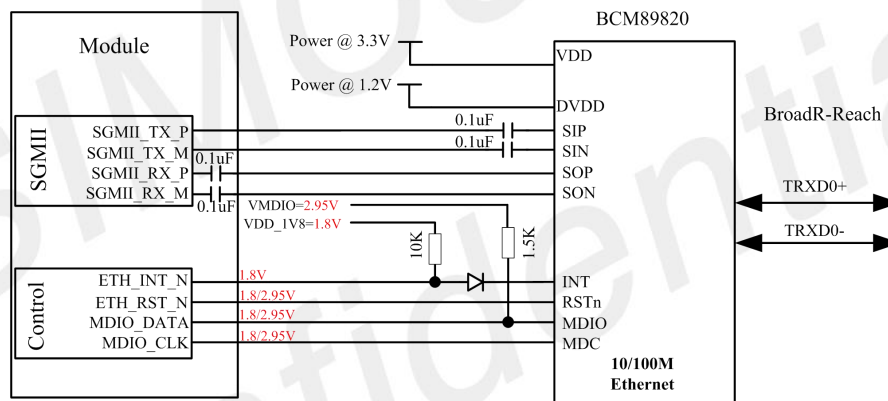 BCM89820
Module
Power @ 3.3V
VDD
Power @ 1.2V
DVDD
BroadR-Reach
SGMII
SGMII_TX_P
0.1uF
SIP
SGMII_TX_M
0.1uF
SIN
SGMII_RX_P
0.1uF
SOP
SGMII_RX_M
0.1uF
SON
VMDIO=2.95V
VDD_1V8=1.8V
10K
1.5K
TRXD0+
TRXD0-
Control
ETH_INT_N
1.8V
INT
ETH_RST_N
1.8/2.95V
RSTn
MDIO_DATA
1.8/2.95V
MDIO
MDIO_CLK
1.8/2.95V
MDC
10/100M
Ethernet